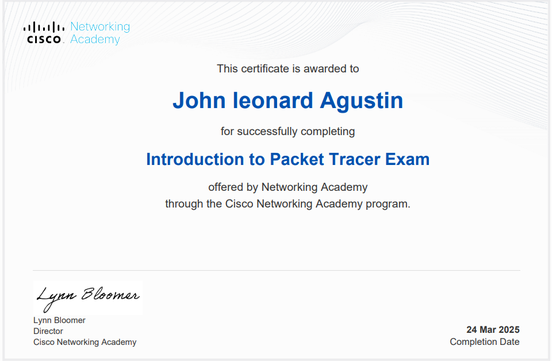 CISCO. Networking Academy
This certificate is awarded to
John leonard Agustin
for successfully completing
Introduction to Packet Tracer Exam
offered by Networking Academy
through the Cisco Networking Academy program.
Lynn Bloomer
Lynn Bloomer
Director
Cisco Networking Academy
24 Mar 2025
Completion Date